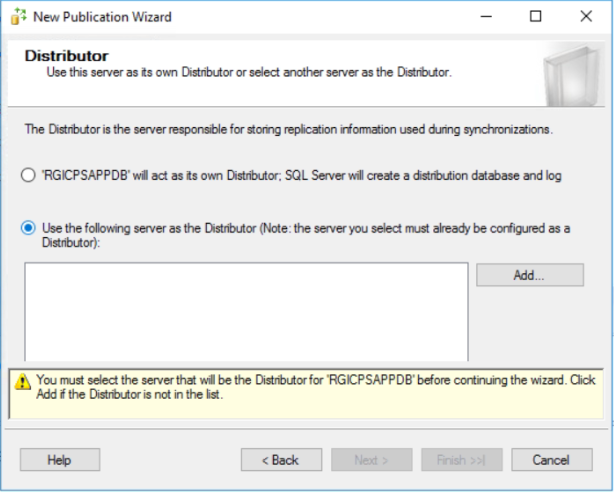 New Publication Wizard
Distributor
Use this server as its own Distributor or select another server as the Distributor.
The Distributor is the server responsible for storing replication information used during synchronizations.
'RGICPSAPPDB' will act as its own Distributor; SQL Server will create a distribution database and log
Use the following server as the Distributor (Note: the server you select must already be configured as a
Distributor):
Add...
You must select the server that will be the Distributor for 'RGICPSAPPDB' before continuing the wizard. Click
Add if the Distributor is not in the list.
Help
< Back
Next >
Finish >>|
Cancel